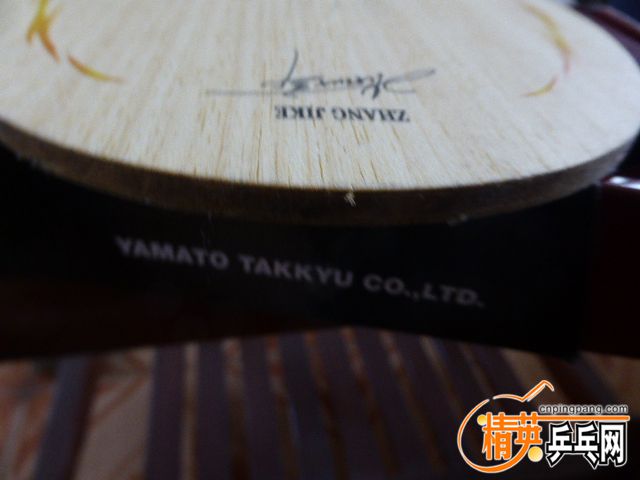 ZHANG JIKE
YAMATO TAKKYU CO.,LTD.
cnpingpang.com
精英乒乓网